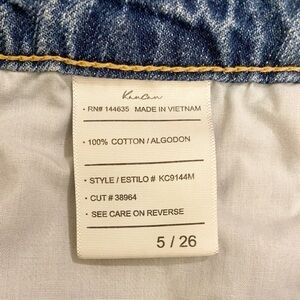 KanCan
• RN# 144635 MADE IN VIETNAM
• 100% COTTON / ALGODON
• STYLE / ESTILO # KC9144M
• CUT # 38964
• SEE CARE ON REVERSE
5 / 26